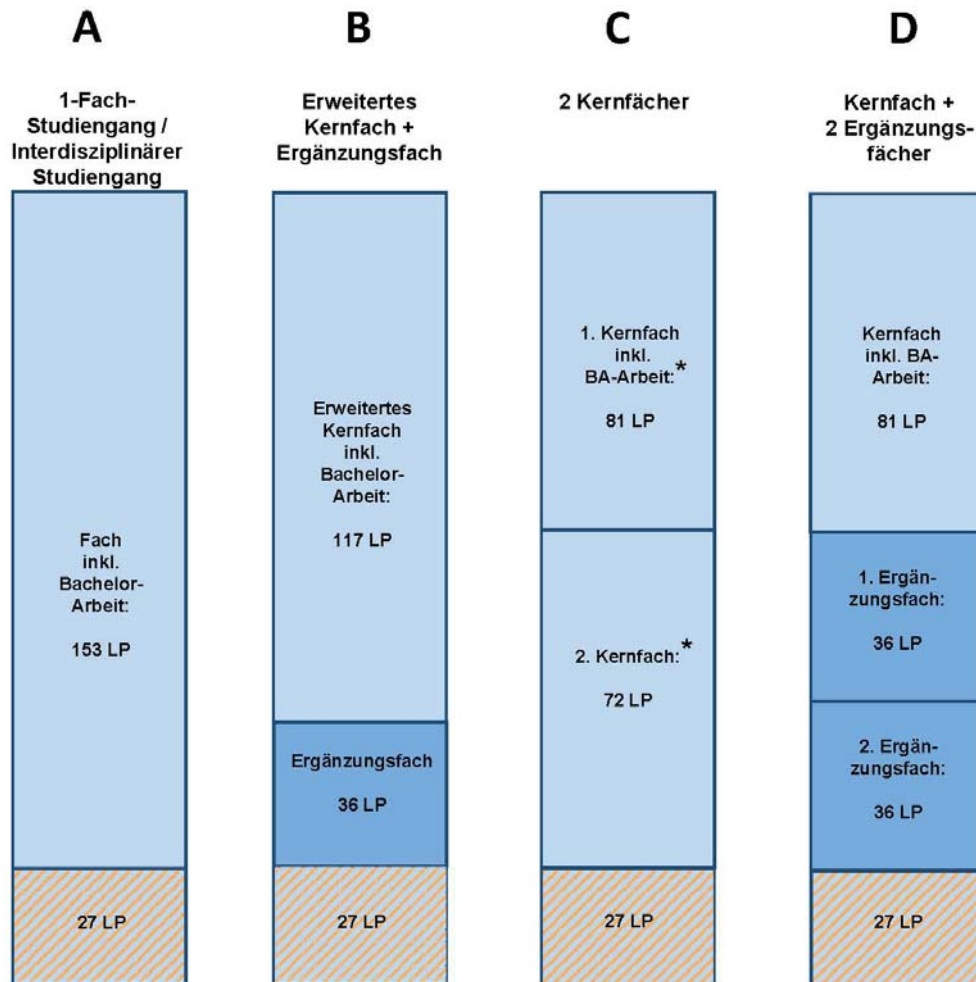 A
1-Fach-
Studiengang /
Interdisziplinärer
Studiengang
Fach
inkl.
Bachelor-
Arbeit:
153 LP
27 LP
B
Erweitertes
Kernfach +
Ergänzungsfach
Erweitertes
Kernfach
inkl.
Bachelor-
Arbeit:
117 LP
Ergänzungsfach
36 LP
27 LP
C
2 Kernfächer
1. Kernfach
inkl.
BA-Arbeit:*
81 LP
2. Kernfach:*
72 LP
27 LP
D
Kernfach +
2 Ergänzungs-
fächer
Kernfach
inkl. BA-
Arbeit:
81 LP
1. Ergän-
zungsfach:
36 LP
2. Ergän-
zungsfach:
36 LP
27 LP